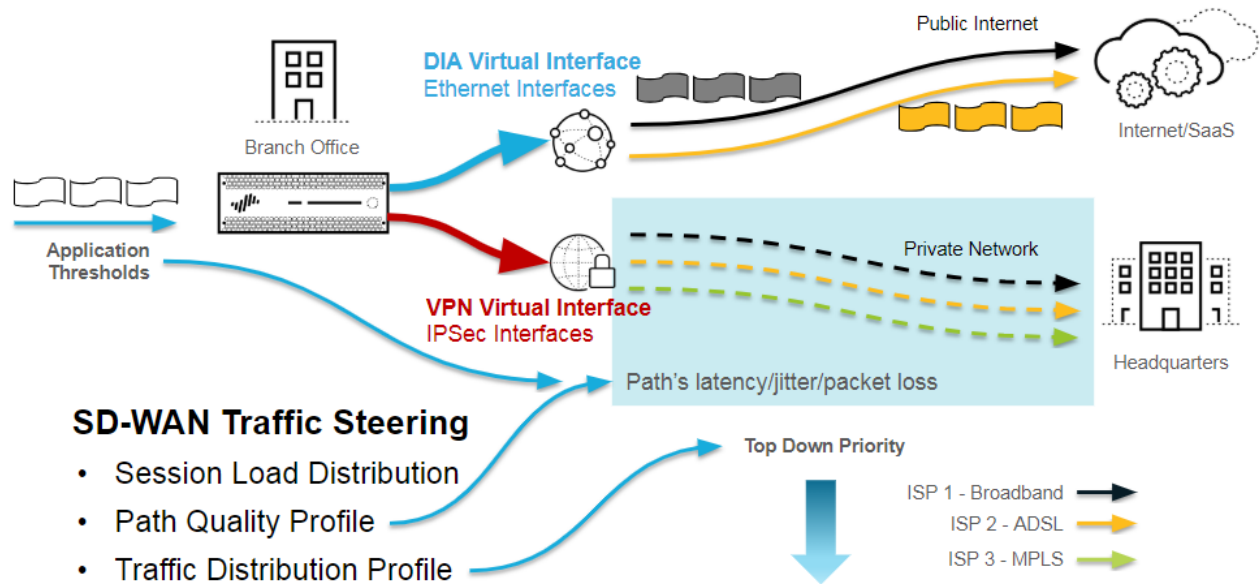 Public Internet
DIA Virtual Interface
Ethernet Interfaces
Branch Office
Internet/SaaS
Application
Thresholds
Private Network
VPN Virtual Interface
IPSec Interfaces
Headquarters
Path's latency/jitter/packet loss
SD-WAN Traffic Steering
• Session Load Distribution
• Path Quality Profile
• Traffic Distribution Profile
Top Down Priority
ISP 1 - Broadband
ISP 2 - ADSL
ISP 3 - MPLS